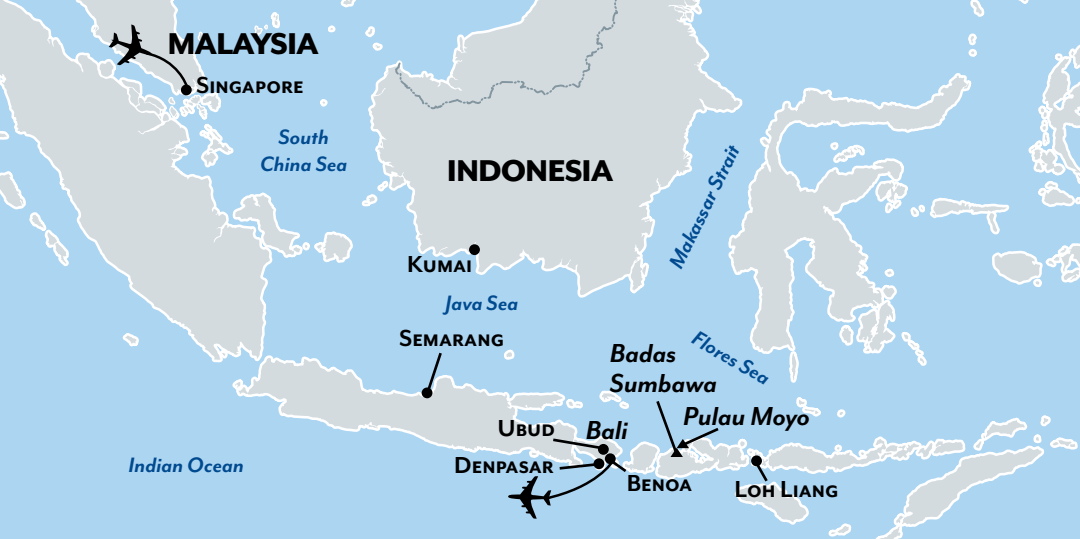 MALAYSIA
SINGAPORE
South
China Sea
INDONESIA
Makassar Strait
KUMAI
Java Sea
SEMARANG
Flores Sea
Badas
Sumbawa
Pulau Moyo
UBUD
Bali
Indian Ocean
DENPASAR
BENOA
LOH LIANG